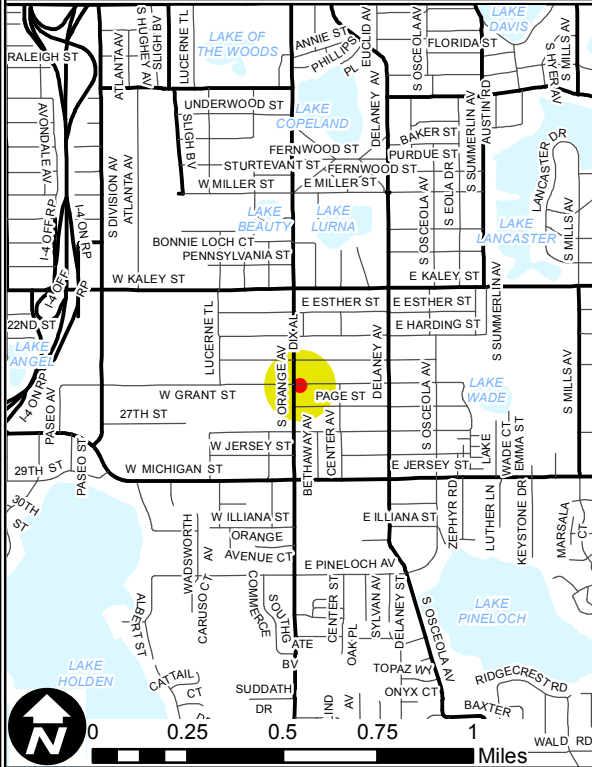 LAKE
DAVIS
ATLANTA AV
S HUGHEY AV
SLIGH BV
LUCERNE TL
LAKE OF
THE WOODS
ANNIE ST
PHILLIPS
PL
EUCLID AV
S OSCEOLA AV
FLORIDA ST
S HYER AV
S MILLS AV
RALEIGH ST
AVONDALE AV
UNDERWOOD ST
SLIGH BV
LAKE
COPELAND
DELANEY AV
AUSTIN RD
S SUMMERLIN AV
BAKER ST
FERNWOOD ST
PURDUE ST
STURTEVANT ST
FERNWOOD ST
W MILLER ST
E MILLER ST
S DIVISION AV
ATLANTA AV
S OSCEOLA AV
S EOLA DR
LANCASTER DR
S MILLS AV
LAKE
BEAUTY
LAKE
LURNA
LAKE
LANCASTER
I-4 OFF RP
I-4 ON RP
BONNIE LOCH CT
PENNSYLVANIA ST
W KALEY ST
E KALEY ST
I-4 OFF
RP
E ESTHER ST
E ESTHER ST
E HARDING ST
S SUMMERLIN AV
22ND ST
LAKE
ANGEL
LUCERNE TL
DIXIE AL
S ORANGE AV
DELANEY AV
S OSCEOLA AV
LAKE
WADE
S MILLS AV
I-4 ON RP
PASEO AV
W GRANT ST
PAGE ST
27TH ST
BETHAWAY AV
CENTER AV
W JERSEY ST
E JERSEY ST
LAKE
WADE CT
EMMA ST
29TH ST
PASEO ST
W MICHIGAN ST
30TH
ST
ZEPHYR RD
LUTHER LN
KEYSTONE DR
MARSALA
CT
W ILLIANA ST
E ILLIANA ST
WADSWORTH
AV
ORANGE
AVENUE CT
E PINELOCH AV
CARUSO CT
COMMERCE
SOUTHG
ATE
BV
CENTER ST
OAK PL
SYLVAN AV
DELANEY ST
S OSCEOLA AV
LAKE
PINELOCH
ALBERT ST
LAKE
HOLDEN
CATTAIL
CT
TOPAZ WY
ONYX CT
RIDGECREST RD
SUDDATH
DR
IND
AV
BAXTER
WALD RD
N
0 0.25 0.5 0.75 1
Miles